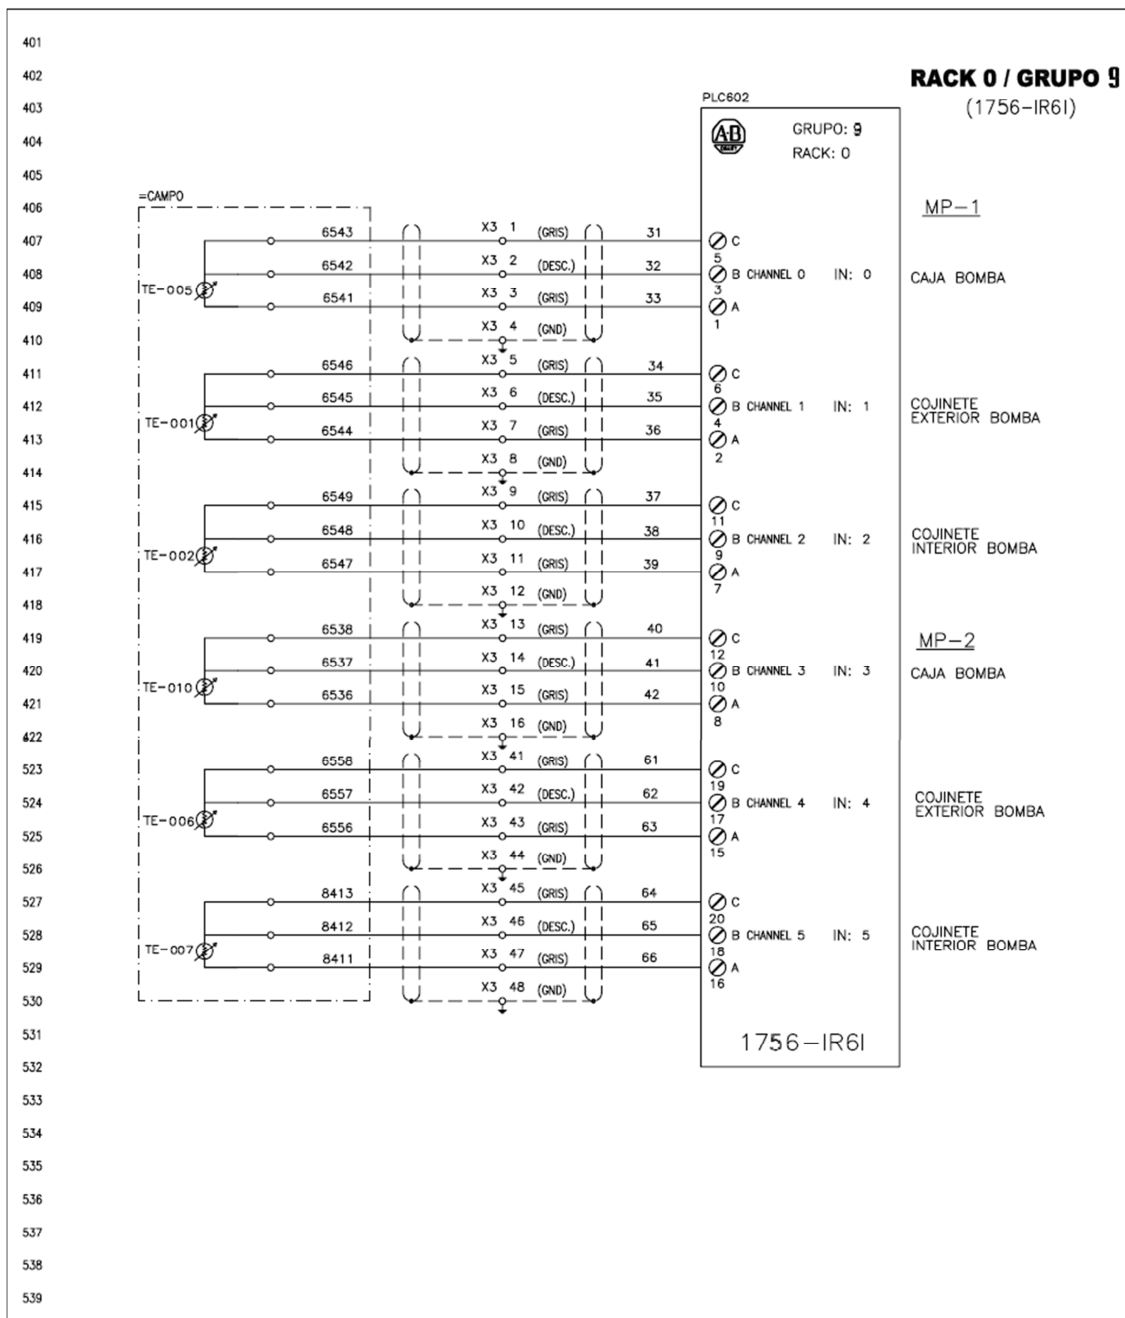 401
402
RACK 0 / GRUPO 9
403
PLC602
(1756-IR6I)
404
A-B
GRUPO: 9
RACK: 0
405
=CAMPO
406
MP-1
407
6543
X3 1 (GRIS)
31
C
5
408
6542
X3 2 (DESC.)
32
B CHANNEL 0 IN: 0
CAJA BOMBA
3
TE-005
409
6541
X3 3 (GRIS)
33
A
1
410
X3 4 (GND)
411
6546
X3 5 (GRIS)
34
C
6
412
6545
X3 6 (DESC.)
35
B CHANNEL 1 IN: 1
COJINETE
EXTERIOR BOMBA
4
TE-001
413
6544
X3 7 (GRIS)
36
A
2
414
X3 8 (GND)
415
6549
X3 9 (GRIS)
37
C
11
416
6548
X3 10 (DESC.)
38
B CHANNEL 2 IN: 2
COJINETE
INTERIOR BOMBA
9
TE-002
417
6547
X3 11 (GRIS)
39
A
7
418
X3 12 (GND)
419
6538
X3 13 (GRIS)
40
C
12
MP-2
420
6537
X3 14 (DESC.)
41
B CHANNEL 3 IN: 3
CAJA BOMBA
10
TE-010
421
6536
X3 15 (GRIS)
42
A
8
422
X3 16 (GND)
523
6558
X3 41 (GRIS)
61
C
19
524
6557
X3 42 (DESC.)
62
B CHANNEL 4 IN: 4
COJINETE
EXTERIOR BOMBA
17
TE-006
525
6556
X3 43 (GRIS)
63
A
15
526
X3 44 (GND)
527
8413
X3 45 (GRIS)
64
C
20
528
8412
X3 46 (DESC.)
65
B CHANNEL 5 IN: 5
COJINETE
INTERIOR BOMBA
18
TE-007
529
8411
X3 47 (GRIS)
66
A
16
530
X3 48 (GND)
531
1756-IR6I
532
533
534
535
536
537
538
539